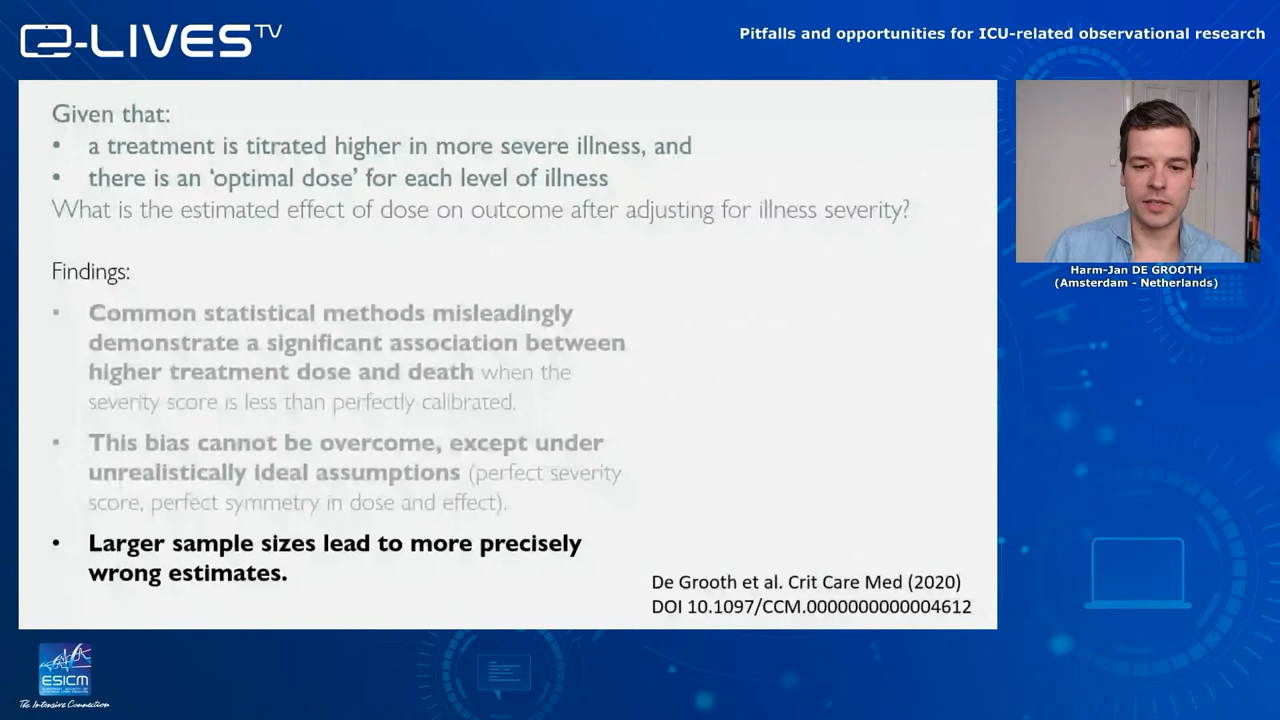 e-LIVES TV
Pitfalls and opportunities for ICU-related observational research
Given that:
• a treatment is titrated higher in more severe illness, and
• there is an 'optimal dose' for each level of illness
What is the estimated effect of dose on outcome after adjusting for illness severity?
Findings:
• Common statistical methods misleadingly
demonstrate a significant association between
higher treatment dose and death when the
severity score is less than perfectly calibrated.
• This bias cannot be overcome, except under
unrealistically ideal assumptions (perfect severity
score, perfect symmetry in dose and effect).
• Larger sample sizes lead to more precisely
wrong estimates.
De Grooth et al. Crit Care Med (2020)
DOI 10.1097/CCM.0000000000004612
Harm-Jan DE GROOTH
(Amsterdam - Netherlands)
ESICM
The Intensive Connection